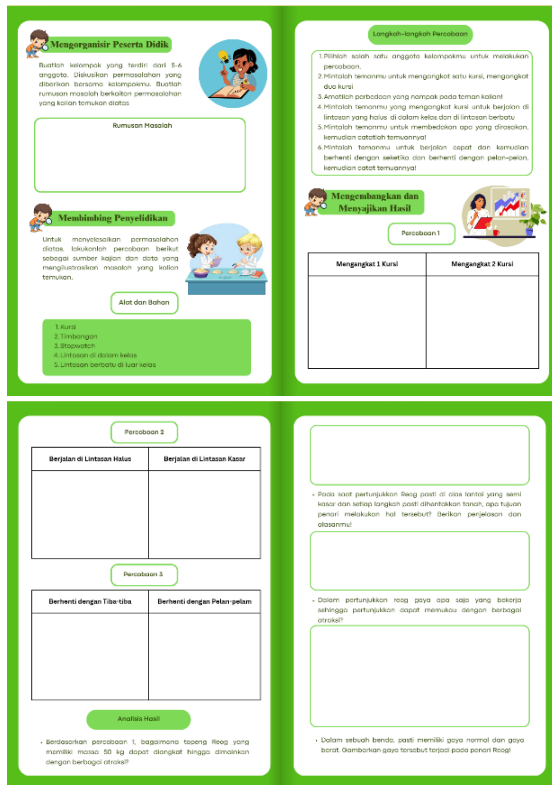 Mengorganisir Peserta Didik
Buatlah kelompok yang terdiri dari 5-6
anggota. Diskusikan permasalahan yang
diberikan bersama kelompokmu. Buatlah
rumusan masalah berkaitan permasalahan
yang kalian temukan diatas
Rumusan Masalah
Membimbing Penyelidikan
Untuk menyelesaikan permasalahan
diatas, lakukanlah percobaan berikut
sebagai sumber kajian dan data yang
mengilustrasikan masalah yang kalian
temukan.
Alat dan Bahan
1. Kursi
2. Timbangan
3. Stopwatch
4. Lintasan di dalam kelas
5. Lintasan berbatu di luar kelas
Langkah-langkah Percobaan
1. Pilihlah salah satu anggota kelompokmu untuk melakukan
percobaan.
2. Mintalah temanmu untuk mengangkat satu kursi, mengangkat
dua kursi
3. Amatilah perbedaan yang nampak pada teman kalian!
4. Mintalah temanmu yang mengangkat kursi untuk berjalan di
lintasan yang halus di dalam kelas dan di lintasan berbatu
5. Mintalah temanmu untuk membedakan apa yang dirasakan,
kemudian catatlah temuannya!
6. Mintalah temanmu untuk berjalan cepat dan kemudian
berhenti dengan seketika dan berhenti dengan pelan-pelan,
kemudian catat temuannya!
Mengembangkan dan
Menyajikan Hasil
Percobaan 1
Mengangkat 1 Kursi
Mengangkat 2 Kursi
Percobaan 2
Berjalan di Lintasan Halus
Berjalan di Lintasan Kasar
Percobaan 3
Berhenti dengan Tiba-tiba
Berhenti dengan Pelan-pelam
Analisis Hasil
• Berdasarkan percobaan 1, bagaimana topeng Reog yang
memiliki massa 50 kg dapat diangkat hingga dimainkan
dengan berbagai atraksi?
• Pada saat pertunjukkan Reog pasti di alas lantai yang semi
kasar dan setiap langkah pasti dihantakkan tanah, apa tujuan
penari melakukan hal tersebut? Berikan penjelasan dan
alasanmu!
• Dalam pertunjukkan reog gaya apa saja yang bekerja
sehingga pertunjukkan dapat memukau dengan berbagai
atraksi?
• Dalam sebuah benda, pasti memiliki gaya normal dan gaya
berat. Gambarkan gaya tersebut terjadi pada penari Reog!